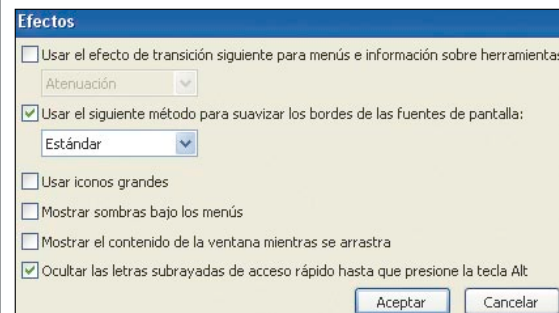 Efectos
Usar el efecto de transición siguiente para menús e información sobre herramientas
Atenuación
Usar el siguiente método para suavizar los bordes de las fuentes de pantalla:
Estándar
Usar iconos grandes
Mostrar sombras bajo los menús
Mostrar el contenido de la ventana mientras se arrastra
Ocultar las letras subrayadas de acceso rápido hasta que presione la tecla Alt
Aceptar Cancelar